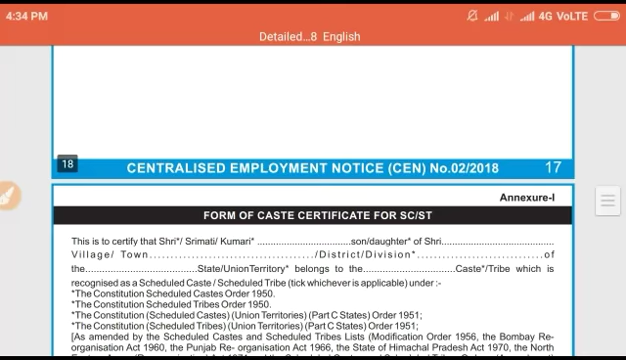 4:34 PM
4G VoLTE
Detailed...8 English
18
CENTRALISED EMPLOYMENT NOTICE (CEN) No.02/2018 17
Annexure-I
FORM OF CASTE CERTIFICATE FOR SC/ST
This is to certify that Shri*/ Srimati/ Kumari* ....................................son/daughter* of Shri...........................................
Village/ Town......................................./District/Division*..............................of
the...........................................State/UnionTerritory* belongs to the...................................Caste*/Tribe which is
recognised as a Scheduled Caste / Scheduled Tribe (tick whichever is applicable) under :-
*The Constitution Scheduled Castes Order 1950.
*The Constitution Scheduled Tribes Order 1950.
*The Constitution (Scheduled Castes) (Union Territories) (Part C States) Order 1951;
*The Constitution (Scheduled Tribes) (Union Territories) (Part C States) Order 1951;
[As amended by the Scheduled Castes and Scheduled Tribes Lists (Modification Order 1956, the Bombay Re-
organisation Act 1960, the Punjab Re- organisation Act 1966, the State of Himachal Pradesh Act 1970, the North